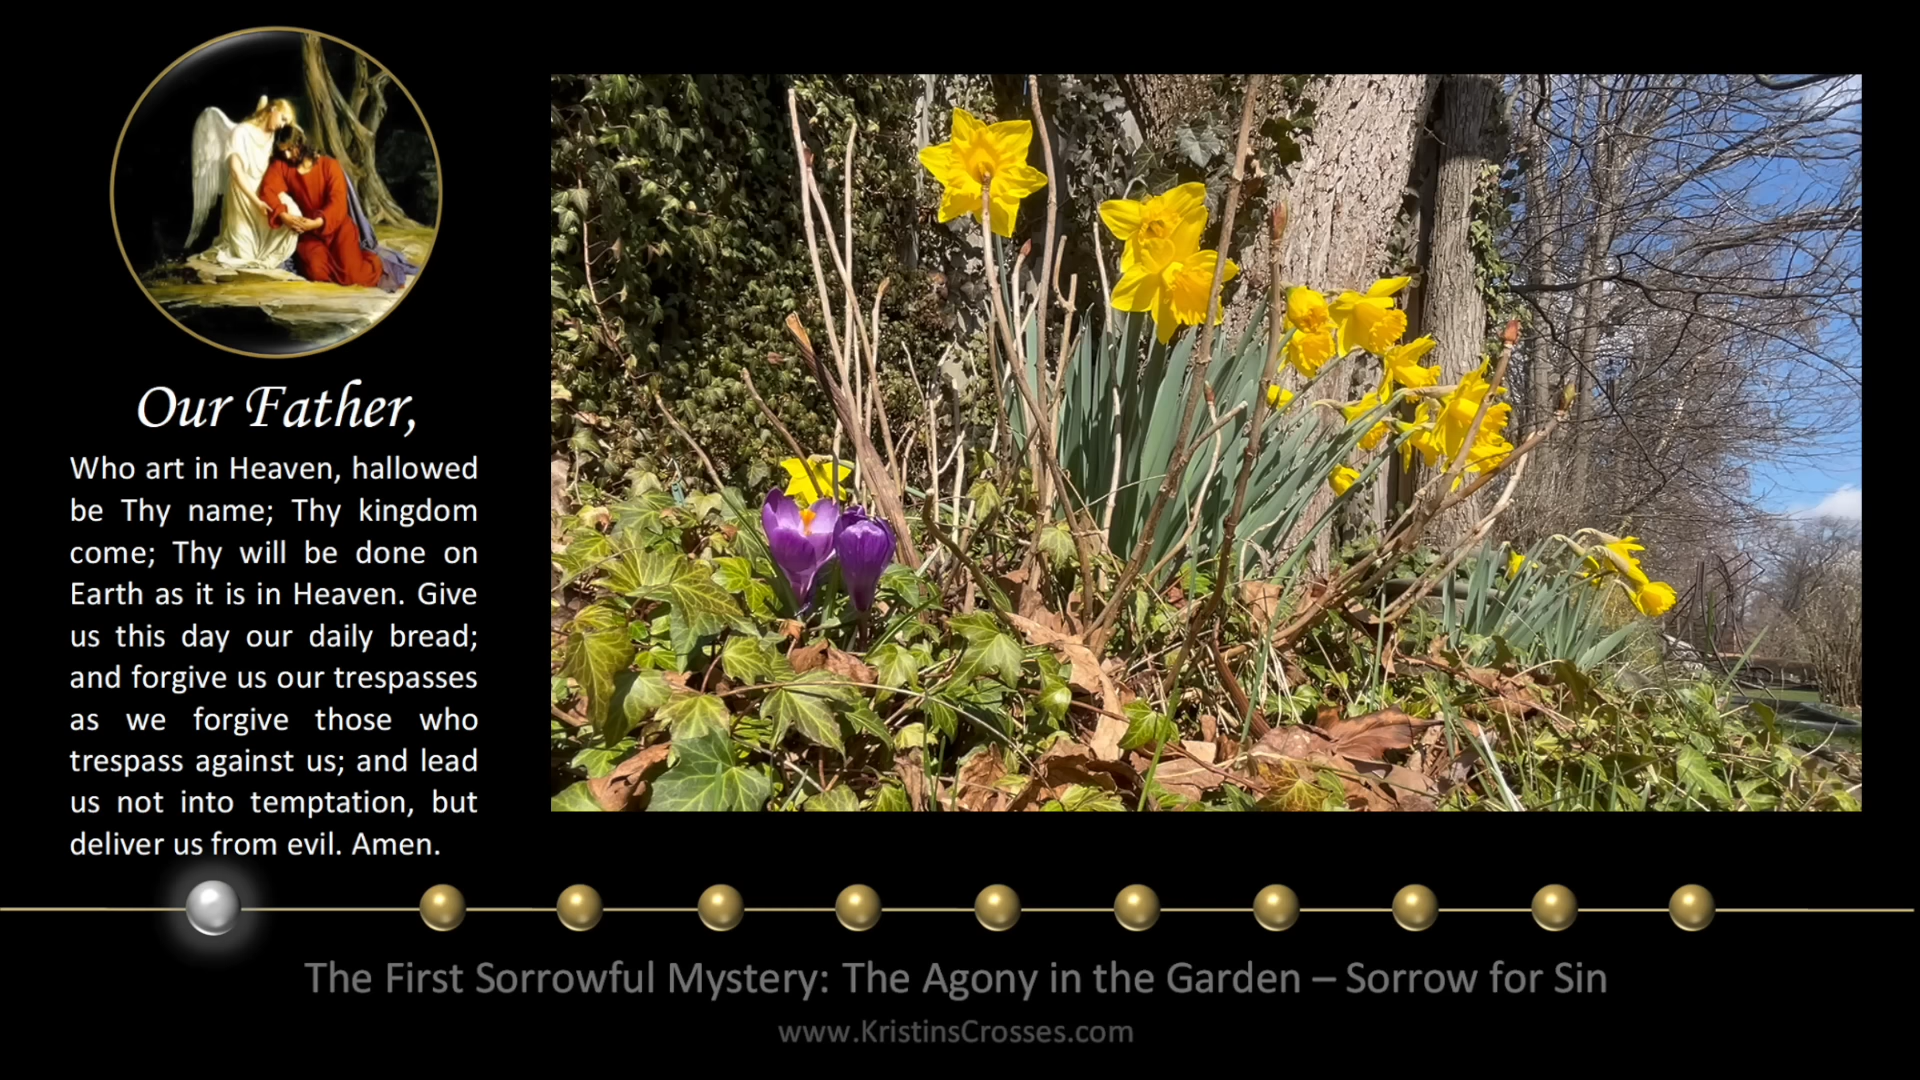 Our Father,
Who art in Heaven, hallowed
be Thy name; Thy kingdom
come; Thy will be done on
Earth as it is in Heaven. Give
us this day our daily bread;
and forgive us our trespasses
as we forgive those who
trespass against us; and lead
us not into temptation, but
deliver us from evil. Amen.
The First Sorrowful Mystery: The Agony in the Garden – Sorrow for Sin
www.KristinsCrosses.com